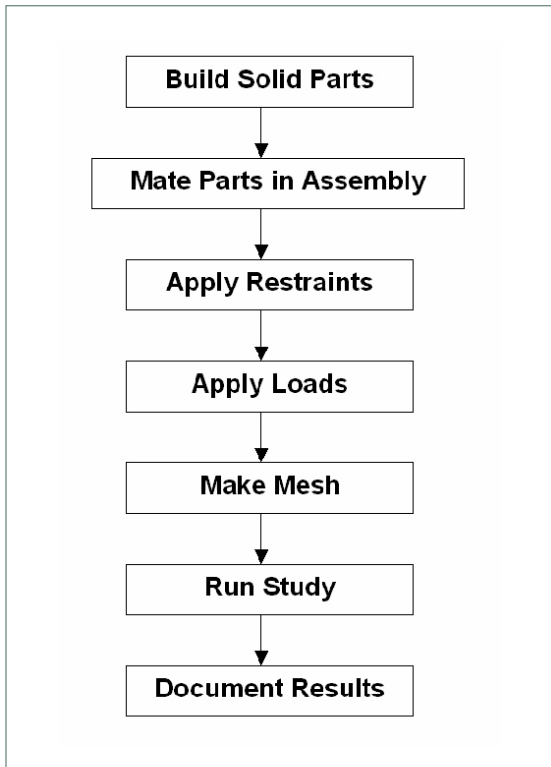 Build Solid Parts
Mate Parts in Assembly
Apply Restraints
Apply Loads
Make Mesh
Run Study
Document Results